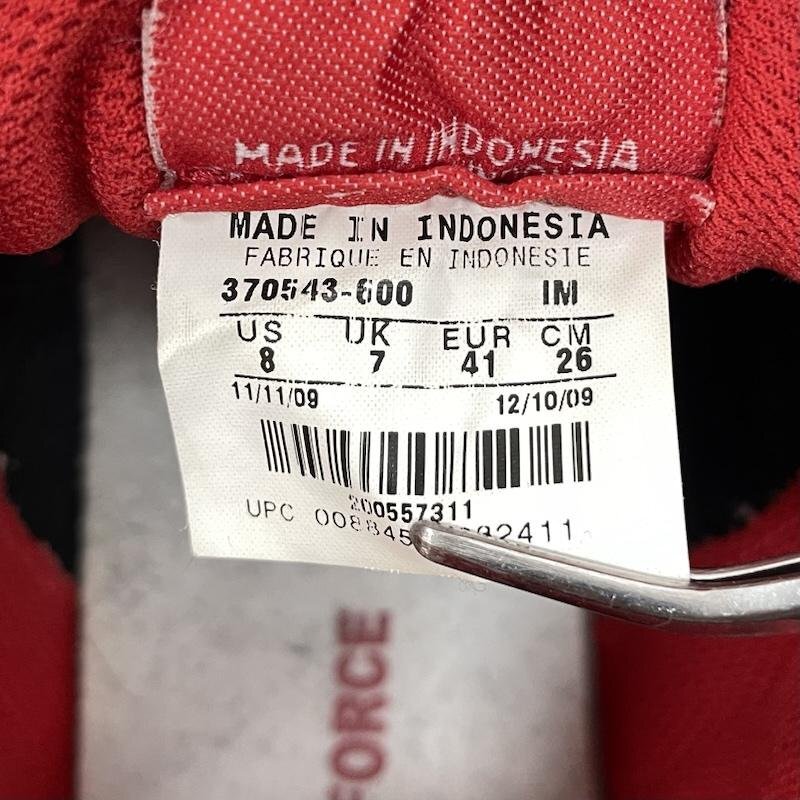 MADE IN INDONESIA
MADE IN INDONESIA
FABRIQUE EN INDONESIE
370543-600 IM
US UK EUR CM
8 7 41 26
11/11/09 12/10/09
200557311
UPC
FORCE